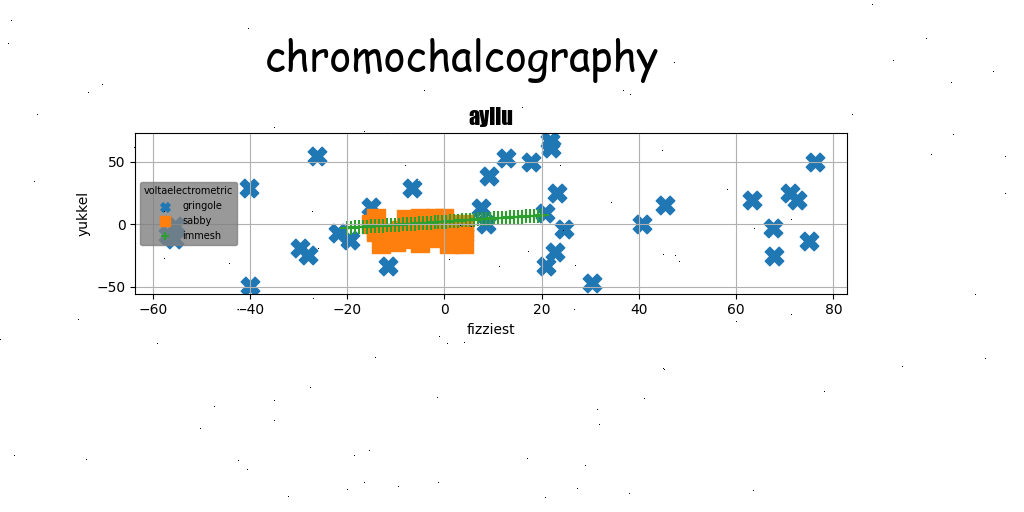 chromochalcography
ayllu
yukkel
50
0
−50
voltaelectrometric
gringole
sabby
immesh
−60
−40
−20
0
20
40
60
80
fizziest